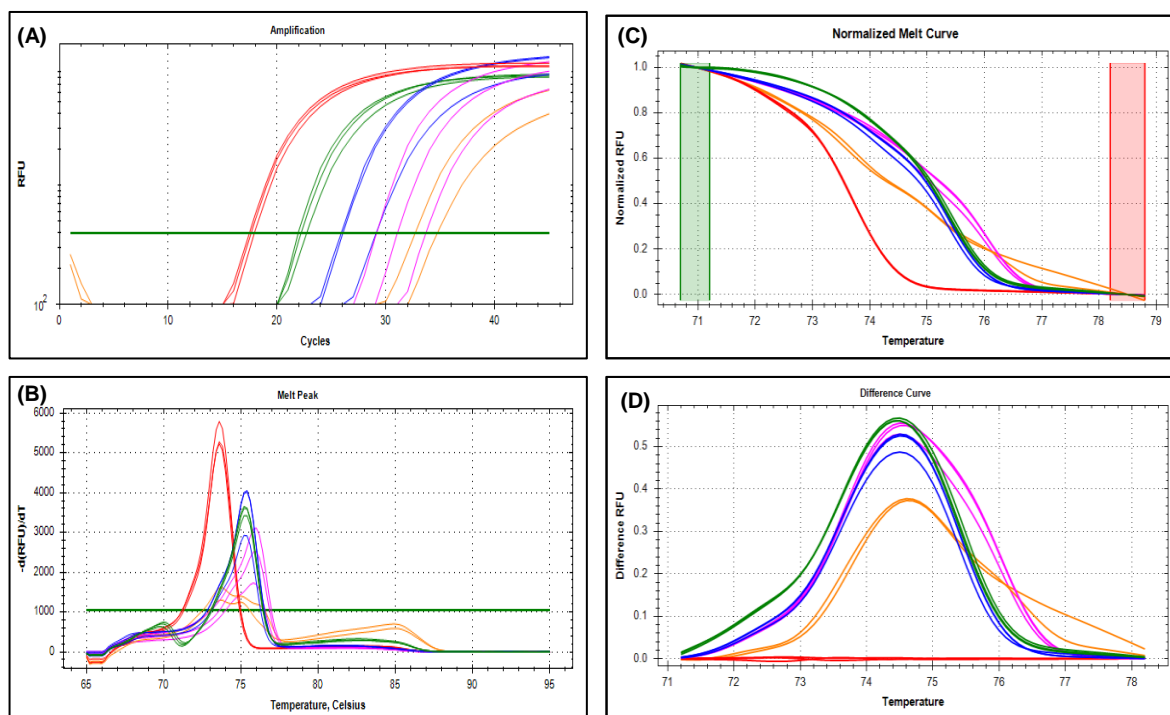 (A)
Amplification
RFU
10^2
0 10 20 30 40
Cycles
(B)
Melt Peak
-d(RFU)/dT
6000
5000
4000
3000
2000
1000
0
65 70 75 80 85 90 95
Temperature, Celsius
(C)
Normalized Melt Curve
Normalized RFU
1.0
0.8
0.6
0.4
0.2
0.0
71 72 73 74 75 76 77 78 79
Temperature
(D)
Difference Curve
Difference RFU
0.5
0.4
0.3
0.2
0.1
0.0
71 72 73 74 75 76 77 78
Temperature